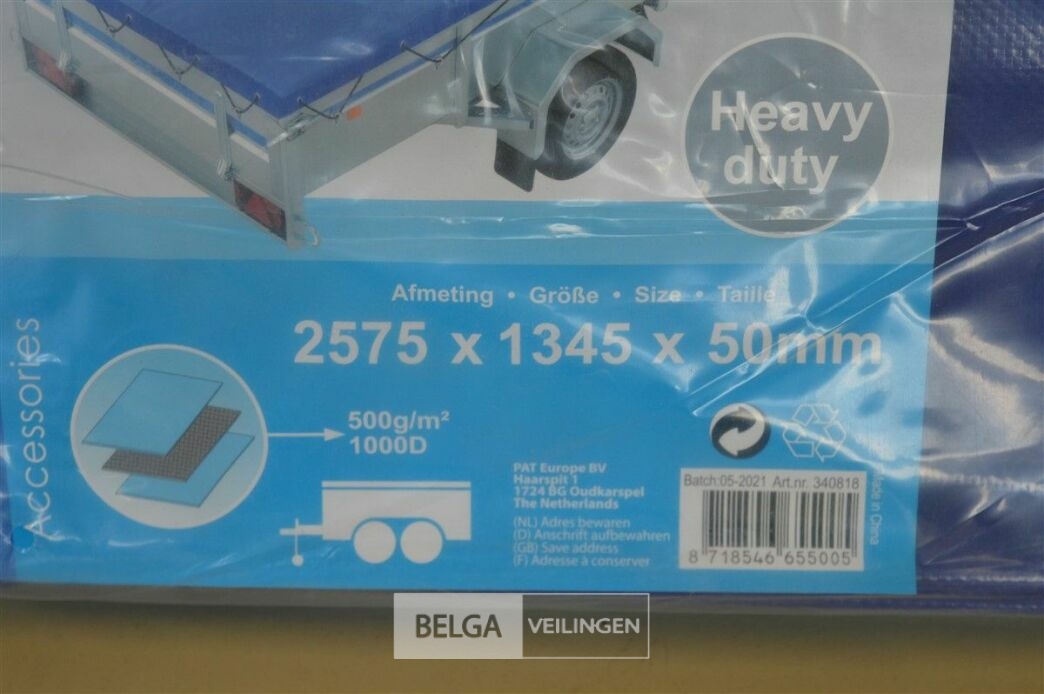 Heavy
duty
Afmeting • Größe • Size • Taille
2575 x 1345 x 50mm
Accessories
500g/m²
1000D
PAT Europe BV
Haarspit 1
1724 BG Oudkarspel
The Netherlands
(NL) Adres bewaren
(D) Anschrift aufbewahren
(GB) Save address
(F) Adresse à conserver
Batch:05-2021 Art.nr. 340818
8 718546 655005
Made in China
BELGA VEILINGEN